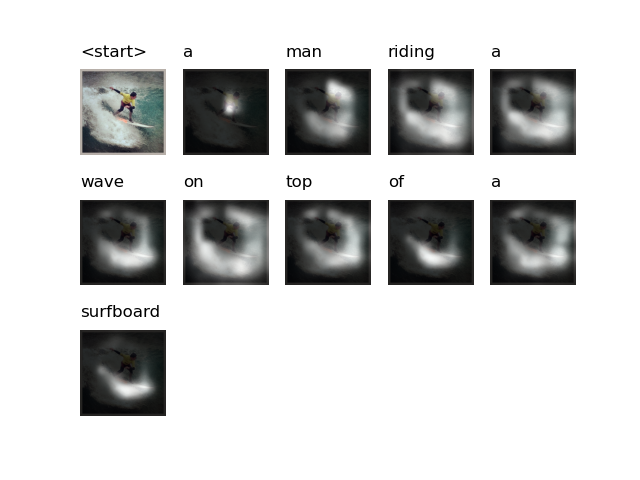 <start> a man riding a
wave on top of a
surfboard